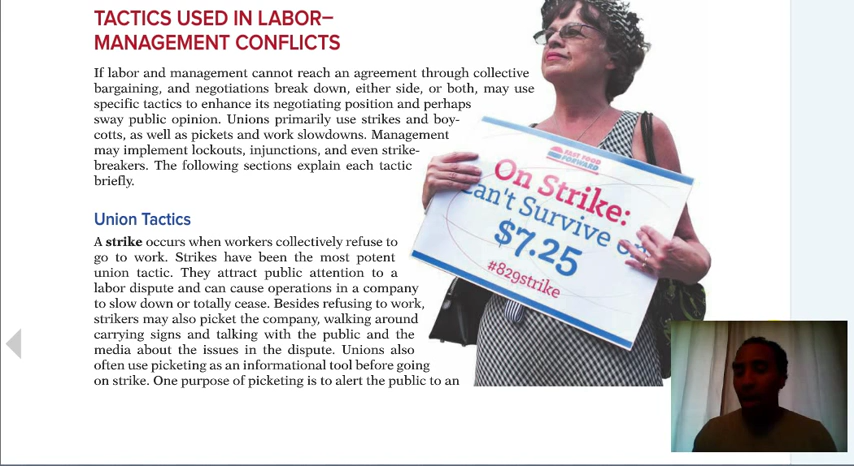 TACTICS USED IN LABOR–
MANAGEMENT CONFLICTS
If labor and management cannot reach an agreement through collective
bargaining, and negotiations break down, either side, or both, may use
specific tactics to enhance its negotiating position and perhaps
sway public opinion. Unions primarily use strikes and boy-
cotts, as well as pickets and work slowdowns. Management
may implement lockouts, injunctions, and even strike-
breakers. The following sections explain each tactic
briefly.
Union Tactics
A strike occurs when workers collectively refuse to
go to work. Strikes have been the most potent
union tactic. They attract public attention to a
labor dispute and can cause operations in a company
to slow down or totally cease. Besides refusing to work,
strikers may also picket the company, walking around
carrying signs and talking with the public and the
media about the issues in the dispute. Unions also
often use picketing as an informational tool before going
on strike. One purpose of picketing is to alert the public to an
FAST FOOD
FORWARD
On Strike:
Can't Survive
$7.25
#829strike